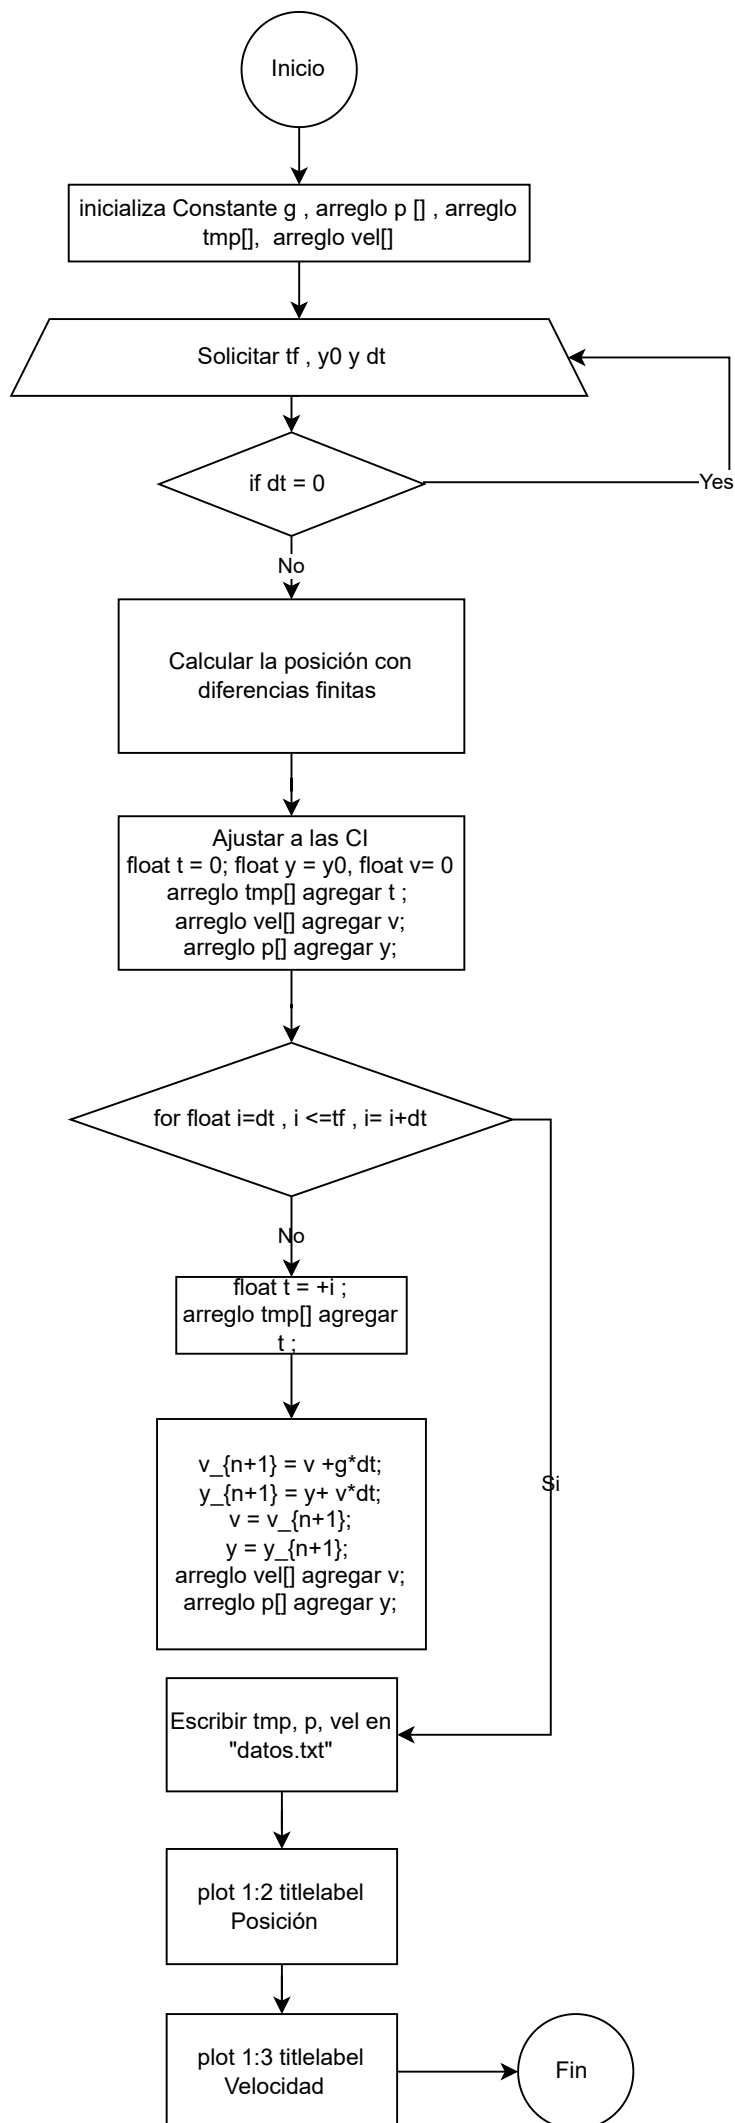 Inicio
inicializa Constante g , arreglo p [] , arreglo
tmp[], arreglo vel[]
Solicitar tf , y0 y dt
if dt = 0
Yes
No
Calcular la posición con
diferencias finitas
Ajustar a las CI
float t = 0; float y = y0, float v= 0
arreglo tmp[] agregar t ;
arreglo vel[] agregar v;
arreglo p[] agregar y;
for float i=dt , i <=tf , i= i+dt
No
float t = +i ;
arreglo tmp[] agregar
t ;
v_{n+1} = v +g*dt;
y_{n+1} = y+ v*dt;
v = v_{n+1};
y = y_{n+1};
arreglo vel[] agregar v;
arreglo p[] agregar y;
Si
Escribir tmp, p, vel en
"datos.txt"
plot 1:2 titlelabel
Posición
plot 1:3 titlelabel
Velocidad
Fin